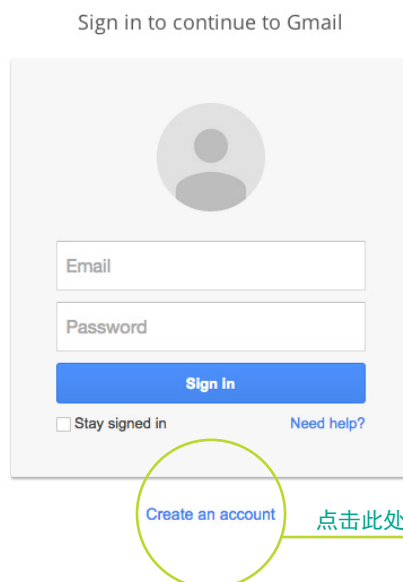 Sign in to continue to Gmail
Email
Password
Sign in
Stay signed in Need help?
Create an account 点击此处